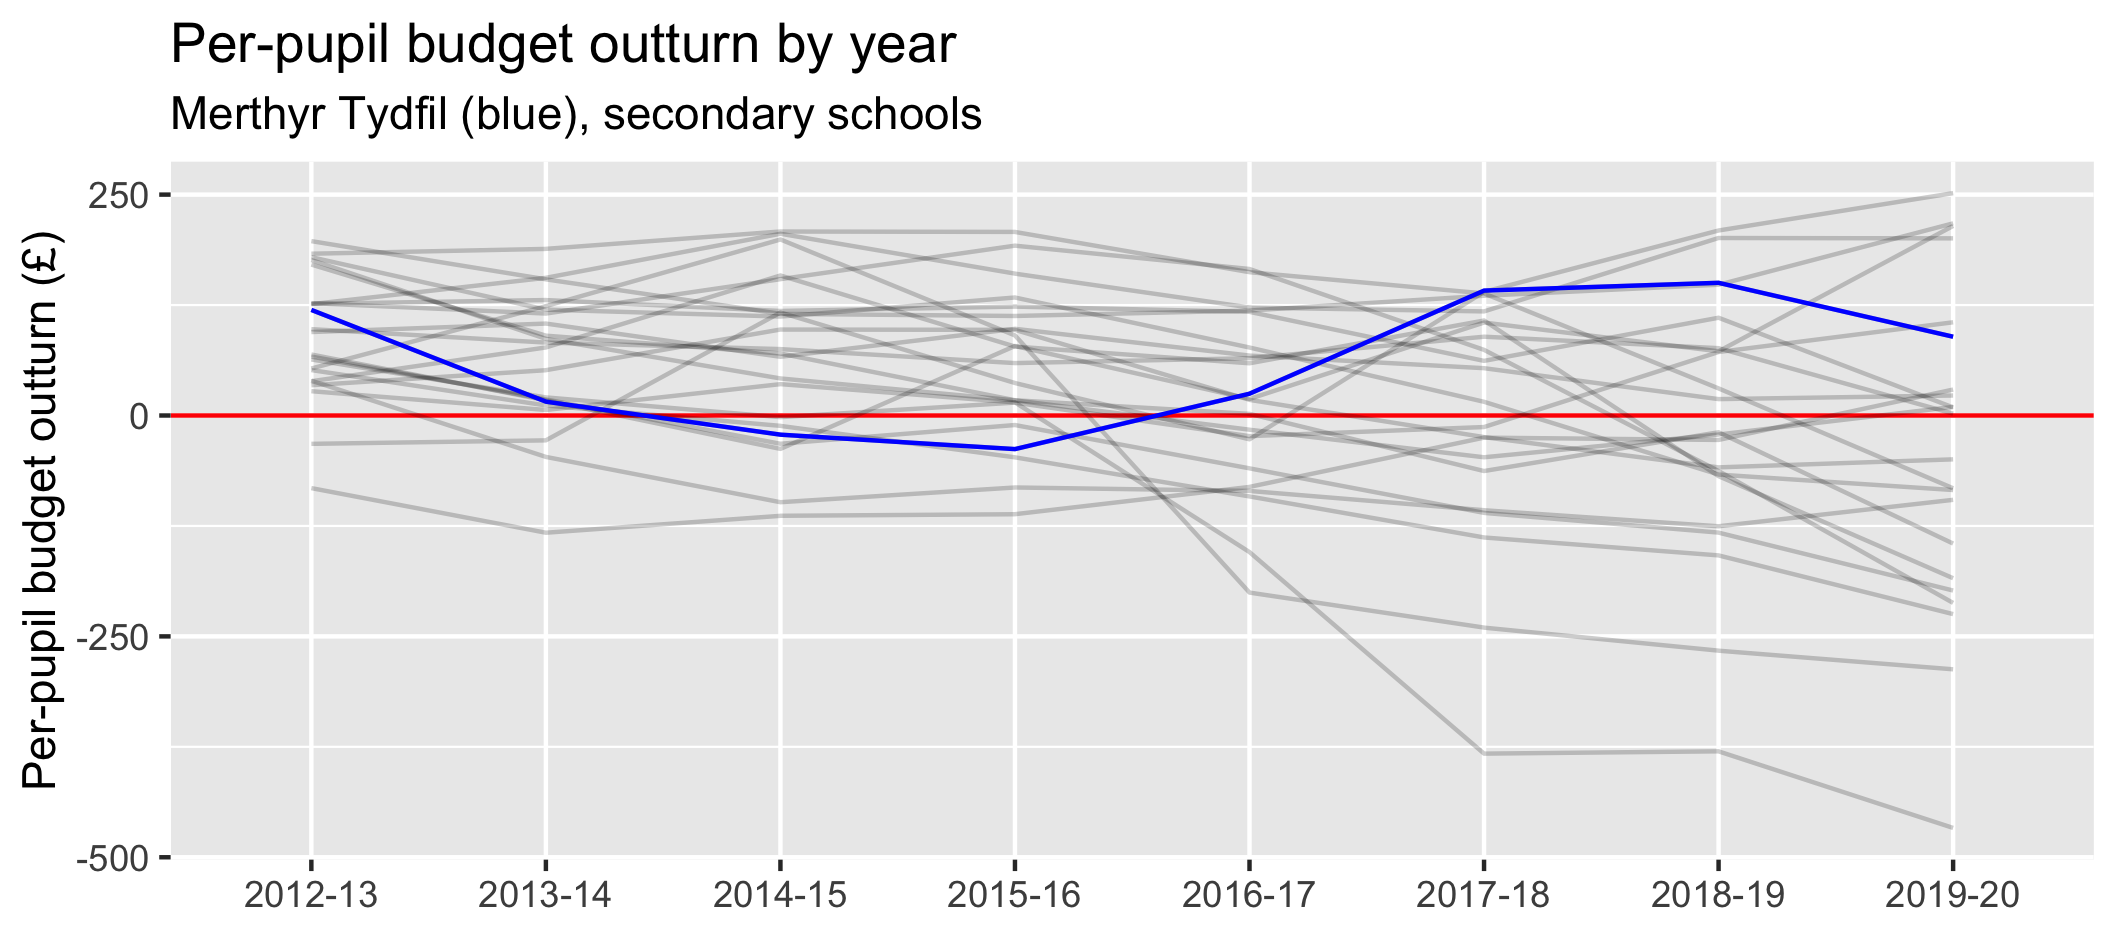 Per-pupil budget outturn by year
Merthyr Tydfil (blue), secondary schools
Per-pupil budget outturn (£)
250
0
-250
-500
2012-13 2013-14 2014-15 2015-16 2016-17 2017-18 2018-19 2019-20